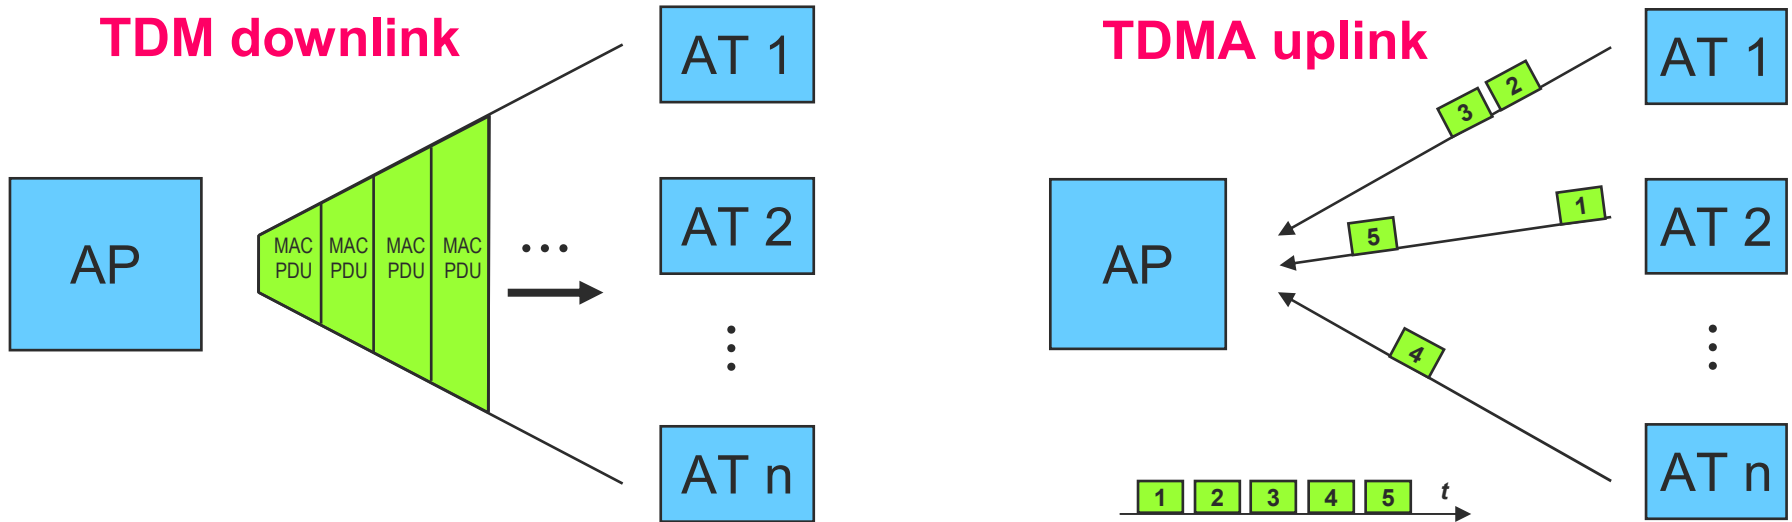 TDM downlink
AP
MAC PDU
MAC PDU
MAC PDU
MAC PDU
...
AT 1
AT 2
AT n
TDMA uplink
AP
3
2
5
1
4
AT 1
AT 2
AT n
1 2 3 4 5 t